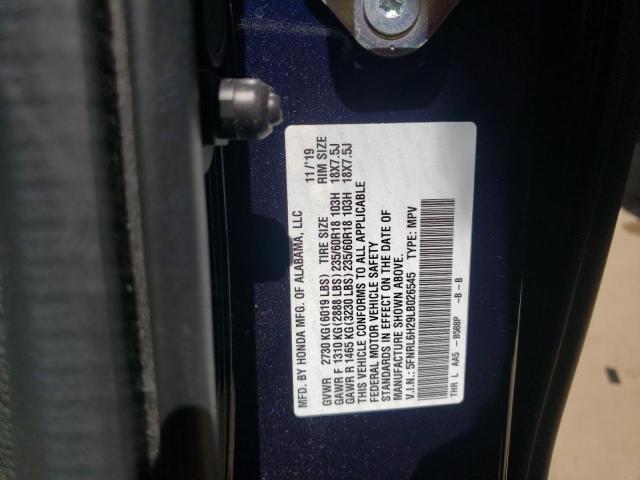 MFD. BY HONDA MFG. OF ALABAMA, LLC 11/'19
GVWR 2730 KG(6019 LBS) TIRE SIZE RIM SIZE
GAWR F 1310 KG(2888 LBS) 235/60R18 103H 18X7.5J
GAWR R 1465 KG(3230 LBS) 235/60R18 103H 18X7.5J
THIS VEHICLE CONFORMS TO ALL APPLICABLE
FEDERAL MOTOR VEHICLE SAFETY
STANDARDS IN EFFECT ON THE DATE OF
MANUFACTURE SHOWN ABOVE.
V.I.N.: 5FNRL6H29LB026545 TYPE: MPV
THR L AA5 -B588P -B-B